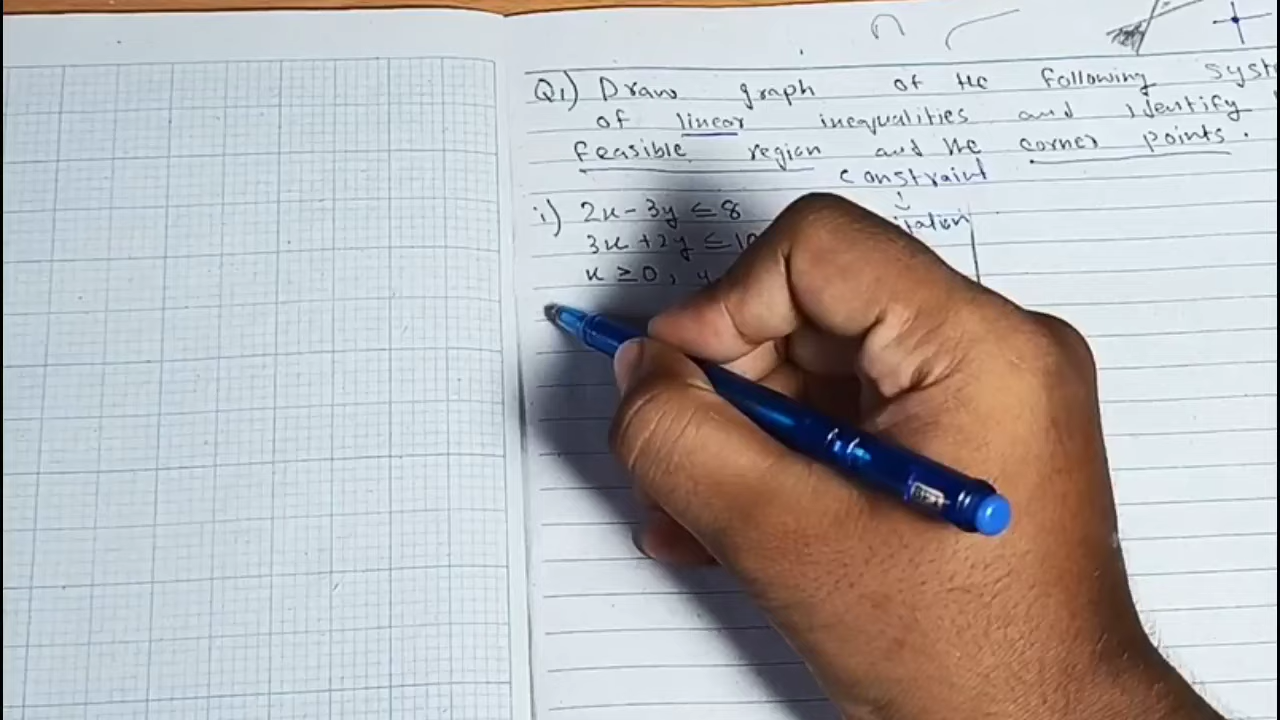 Q1) Draw graph of the following
of linear inequalities and identify
feasible region and the corner points.
constraint
i) 2x - 3y ≤ 8
3x + 2y ≤ 10
x ≥ 0, y